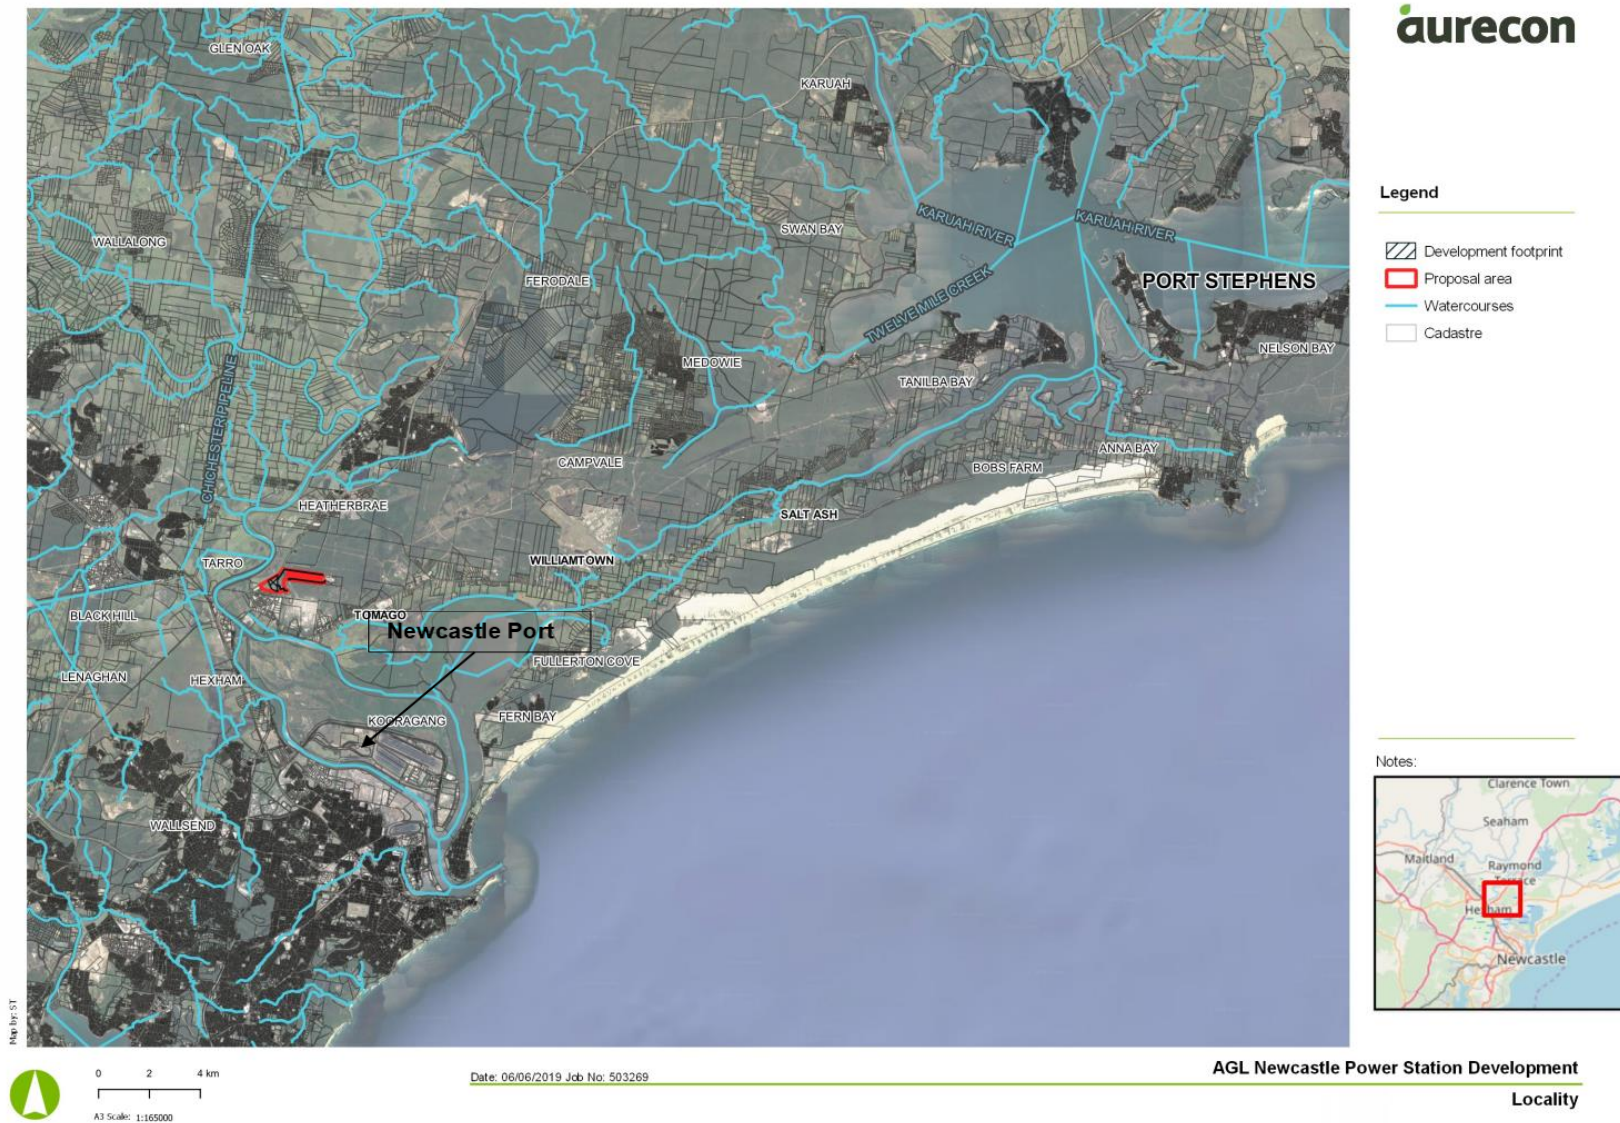 aurecon
GLEN OAK
KARUAH
WALLALONG
SWAN BAY
KARUAH RIVER
KARUAH RIVER
FERODALE
TWELVE MILE CREEK
PORT STEPHENS
NELSON BAY
MEDOWIE
TANILBA BAY
CHICHESTER PIPELINE
CAMPVALE
BOBS FARM
ANNA BAY
HEATHERBRAE
SALT ASH
TARRO
WILLIAMTOWN
BLACK HILL
TOMAGO
Newcastle Port
FULLERTON COVE
LENAGHAN
HEXHAM
KOORAGANG
FERN BAY
WALLSEND
Legend
Development footprint
Proposal area
Watercourses
Cadastre
Notes:
Clarence Town
Seaham
Maitland
Raymond
Terrace
Hexham
Newcastle
Map by: ST
0 2 4 km
A3 Scale: 1:165000
Date: 06/06/2019 Job No: 503269
AGL Newcastle Power Station Development
Locality